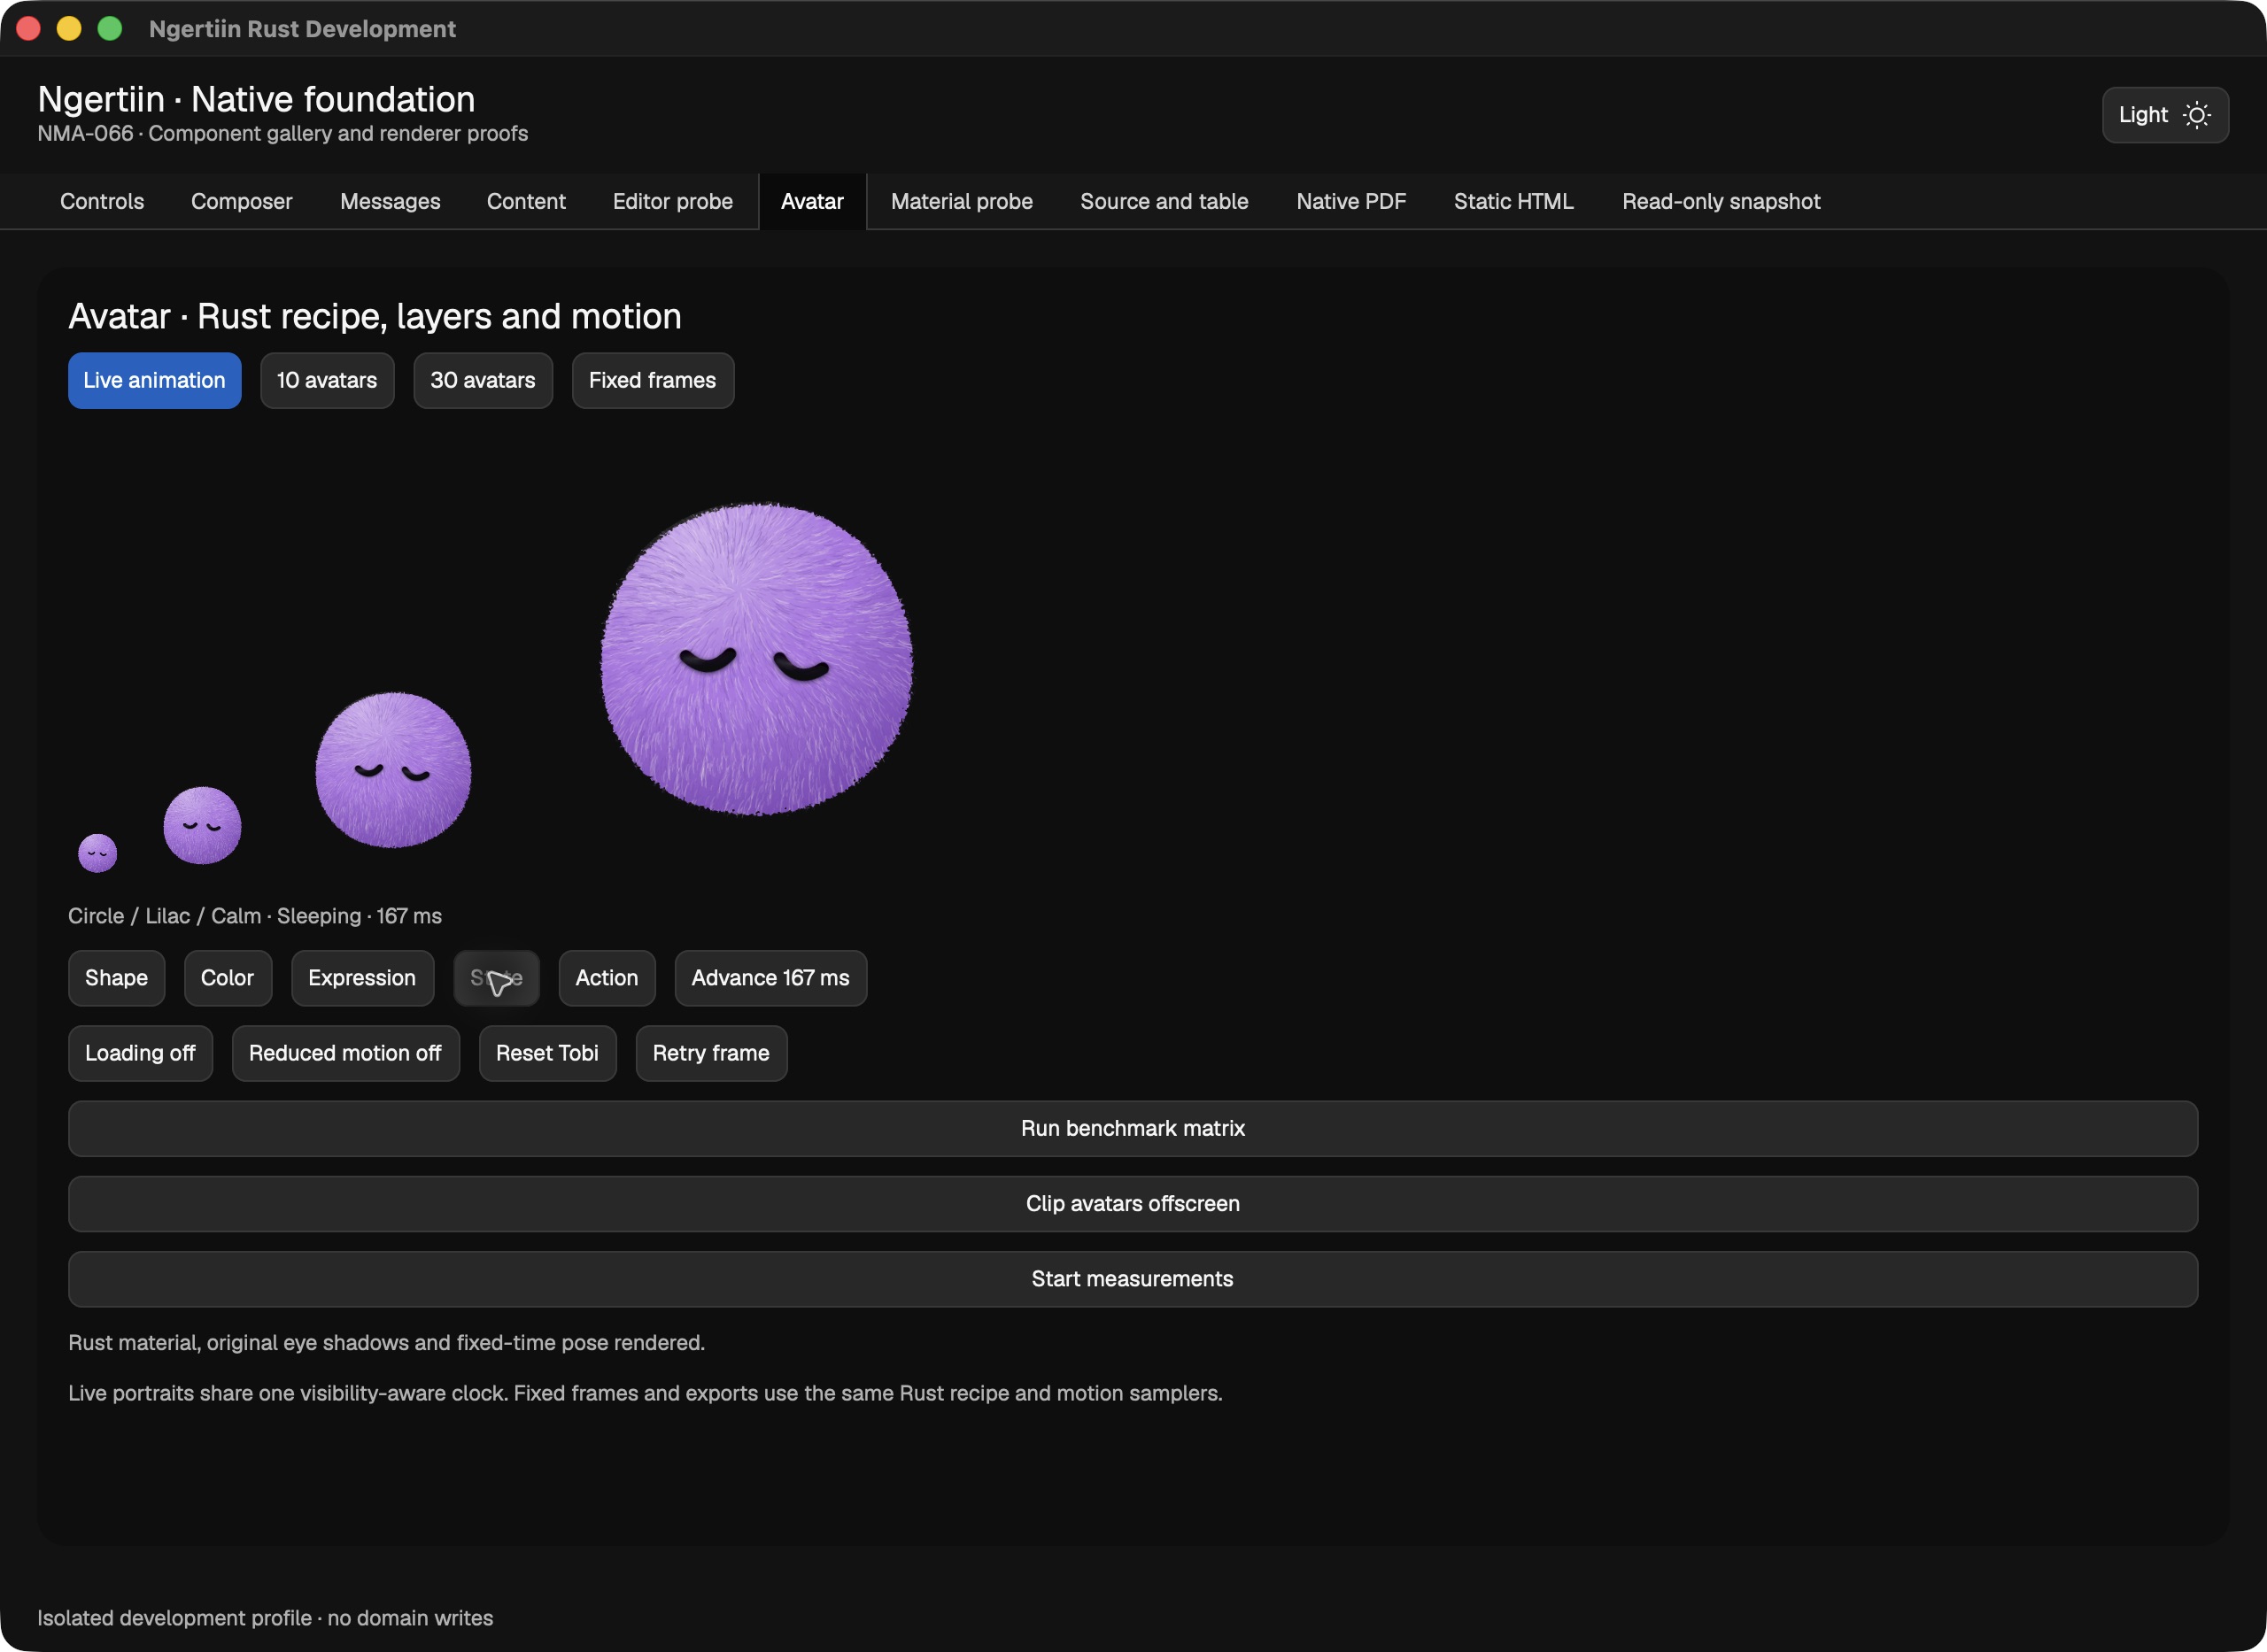 Ngertiin Rust Development
Ngertiin · Native foundation
NMA-066 · Component gallery and renderer proofs
Light
Controls Composer Messages Content Editor probe Avatar Material probe Source and table Native PDF Static HTML Read-only snapshot
Avatar · Rust recipe, layers and motion
Live animation 10 avatars 30 avatars Fixed frames
Circle / Lilac / Calm · Sleeping · 167 ms
Shape Color Expression State Action Advance 167 ms
Loading off Reduced motion off Reset Tobi Retry frame
Run benchmark matrix
Clip avatars offscreen
Start measurements
Rust material, original eye shadows and fixed-time pose rendered.
Live portraits share one visibility-aware clock. Fixed frames and exports use the same Rust recipe and motion samplers.
Isolated development profile · no domain writes